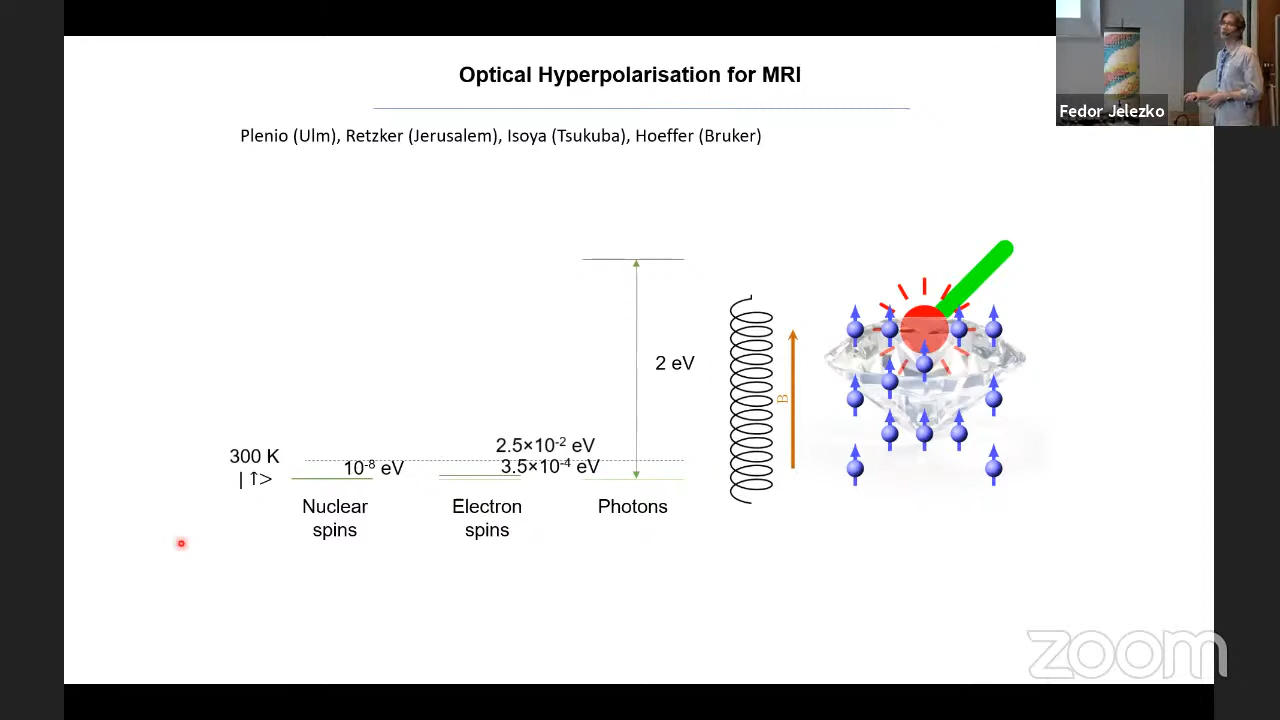 Optical Hyperpolarisation for MRI
Fedor Jelezko
Plenio (Ulm), Retzker (Jerusalem), Isoya (Tsukuba), Hoeffer (Bruker)
2 eV
B
2.5×10⁻² eV
300 K
10⁻⁸ eV
3.5×10⁻⁴ eV
|↑>
Nuclear
spins
Electron
spins
Photons
zoom